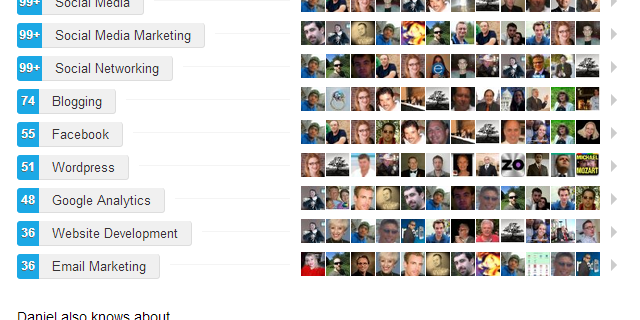 99+ Social Media
99+ Social Media Marketing
99+ Social Networking
74 Blogging
55 Facebook
51 Wordpress
ZO
MICHAEL
MOZART
48 Google Analytics
36 Website Development
36 Email Marketing
Daniel also knows about